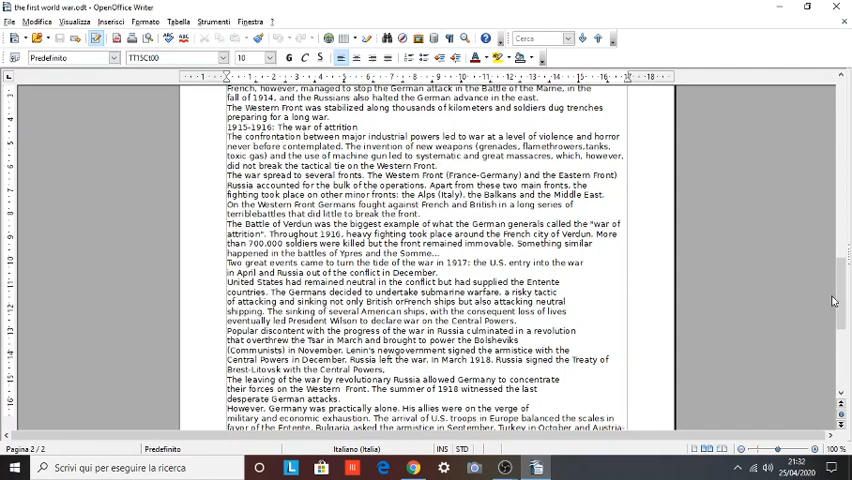 the first world war.odt - OpenOffice Writer
File Modifica Visualizza Inserisci Formato Tabella Strumenti Finestra ?
Cerca
Predefinito TT15Ct00 10
French, however, managed to stop the German attack in the Battle of the Marne, in the
fall of 1914, and the Russians also halted the German advance in the east.
The Western Front was stabilized along thousands of kilometers and soldiers dug trenches
preparing for a long war.
1915-1916: The war of attrition
The confrontation between major industrial powers led to war at a level of violence and horror
never before contemplated. The invention of new weapons (grenades, flamethrowers,tanks,
toxic gas) and the use of machine gun led to systematic and great massacres, which, however,
did not break the tactical tie on the Western Front.
The war spread to several fronts. The Western Front (France-Germany) and the Eastern Front)
Russia accounted for the bulk of the operations. Apart from these two main fronts, the
fighting took place on other minor fronts: the Alps (Italy), the Balkans and the Middle East.
On the Western Front Germans fought against French and British in a long series of
terriblebattles that did little to break the front.
The Battle of Verdun was the biggest example of what the German generals called the "war of
attrition". Throughout 1916, heavy fighting took place around the French city of Verdun. More
than 700.000 soldiers were killed but the front remained immovable. Something similar
happened in the battles of Ypres and the Somme...
Two great events came to turn the tide of the war in 1917: the U.S. entry into the war
in April and Russia out of the conflict in December.
United States had remained neutral in the conflict but had supplied the Entente
countries. The Germans decided to undertake submarine warfare, a risky tactic
of attacking and sinking not only British orFrench ships but also attacking neutral
shipping. The sinking of several American ships, with the consequent loss of lives
eventually led President Wilson to declare war on the Central Powers.
Popular discontent with the progress of the war in Russia culminated in a revolution
that overthrew the Tsar in March and brought to power the Bolsheviks
(Communists) in November. Lenin's newgovernment signed the armistice with the
Central Powers in December. Russia left the war. In March 1918. Russia signed the Treaty of
Brest-Litovsk with the Central Powers,
The leaving of the war by revolutionary Russia allowed Germany to concentrate
their forces on the Western Front. The summer of 1918 witnessed the last
desperate German attacks.
However, Germany was practically alone. His allies were on the verge of
military and economic exhaustion. The arrival of U.S. troops in Europe balanced the scales in
favor of the Entente. Bulgaria asked the armistice in September, Turkey in October and Austria-
Pagina 2 / 2 Predefinito Italiano (Italia) INS STD 100 %
Scrivi qui per eseguire la ricerca
21:32
25/04/2020